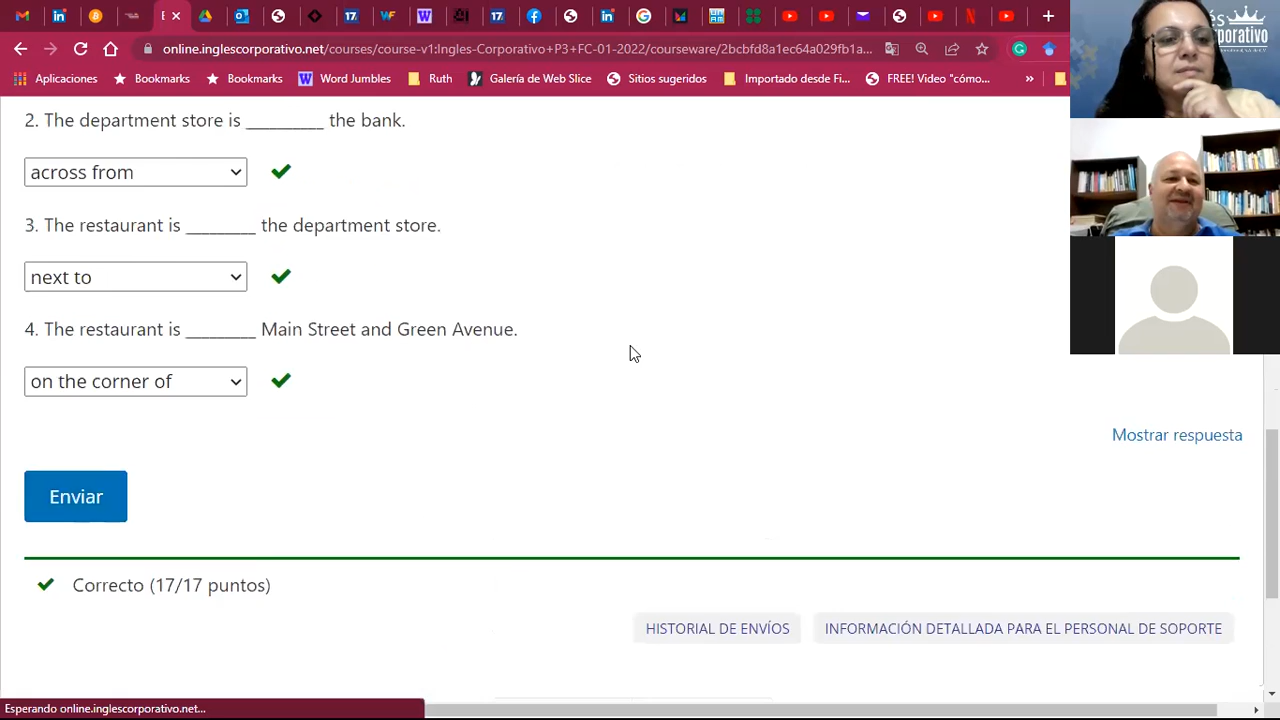 online.inglescorporativo.net/courses/course-v1:Ingles-Corporativo+P3+FC-01-2022/courseware/2bcbfd8a1ec64a029fb1a...
Aplicaciones Bookmarks Bookmarks Word Jumbles Ruth Galería de Web Slice Sitios sugeridos Importado desde Fi... FREE! Video "cómo... »
és
orporativo
2. The department store is __________ the bank.
across from
3. The restaurant is _________ the department store.
next to
4. The restaurant is _________ Main Street and Green Avenue.
on the corner of
Mostrar respuesta
Enviar
Correcto (17/17 puntos)
HISTORIAL DE ENVÍOS INFORMACIÓN DETALLADA PARA EL PERSONAL DE SOPORTE
Esperando online.inglescorporativo.net...